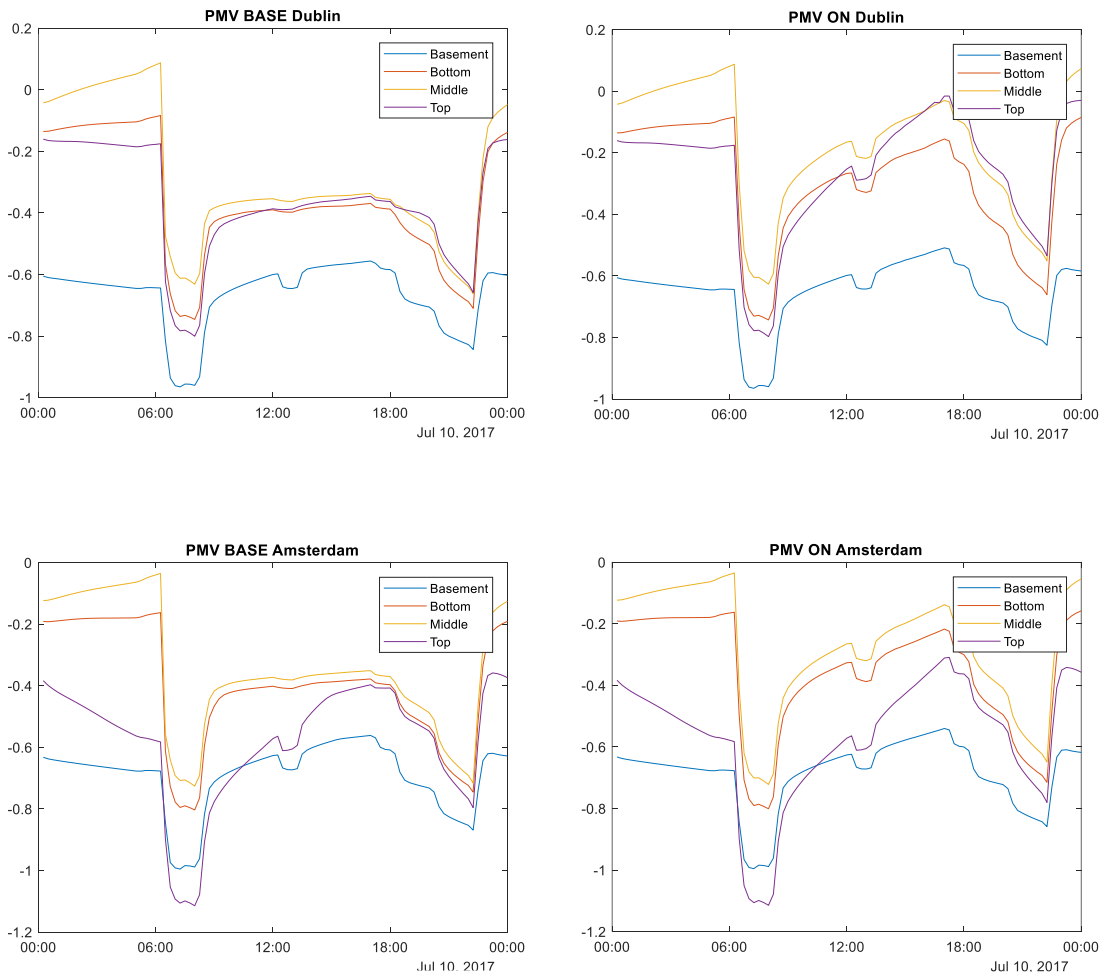 PMV BASE Dublin
0.2
0
-0.2
-0.4
-0.6
-0.8
-1
Basement
Bottom
Middle
Top
00:00
06:00
12:00
18:00
00:00
Jul 10, 2017
PMV ON Dublin
0.2
0
-0.2
-0.4
-0.6
-0.8
-1
Basement
Bottom
Middle
Top
00:00
06:00
12:00
18:00
00:00
Jul 10, 2017
PMV BASE Amsterdam
0
-0.2
-0.4
-0.6
-0.8
-1
-1.2
Basement
Bottom
Middle
Top
00:00
06:00
12:00
18:00
00:00
Jul 10, 2017
PMV ON Amsterdam
0
-0.2
-0.4
-0.6
-0.8
-1
-1.2
Basement
Bottom
Middle
Top
00:00
06:00
12:00
18:00
00:00
Jul 10, 2017